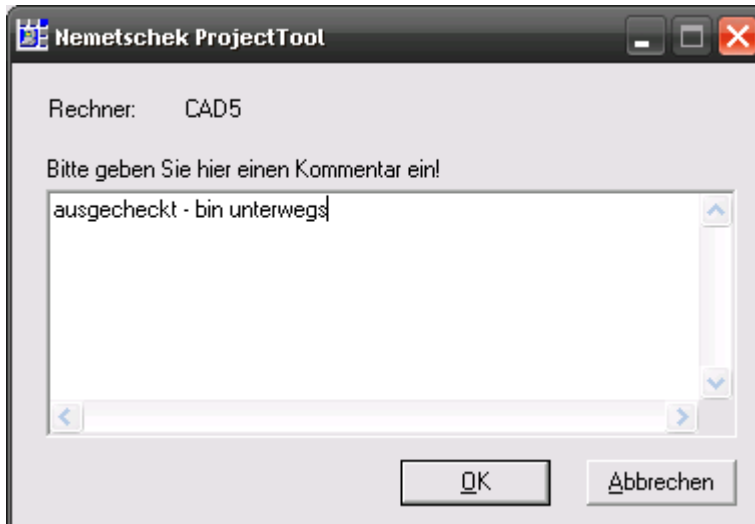 Nemetschek ProjectTool
Rechner: CAD5
Bitte geben Sie hier einen Kommentar ein!
ausgecheckt - bin unterwegs
OK Abbrechen